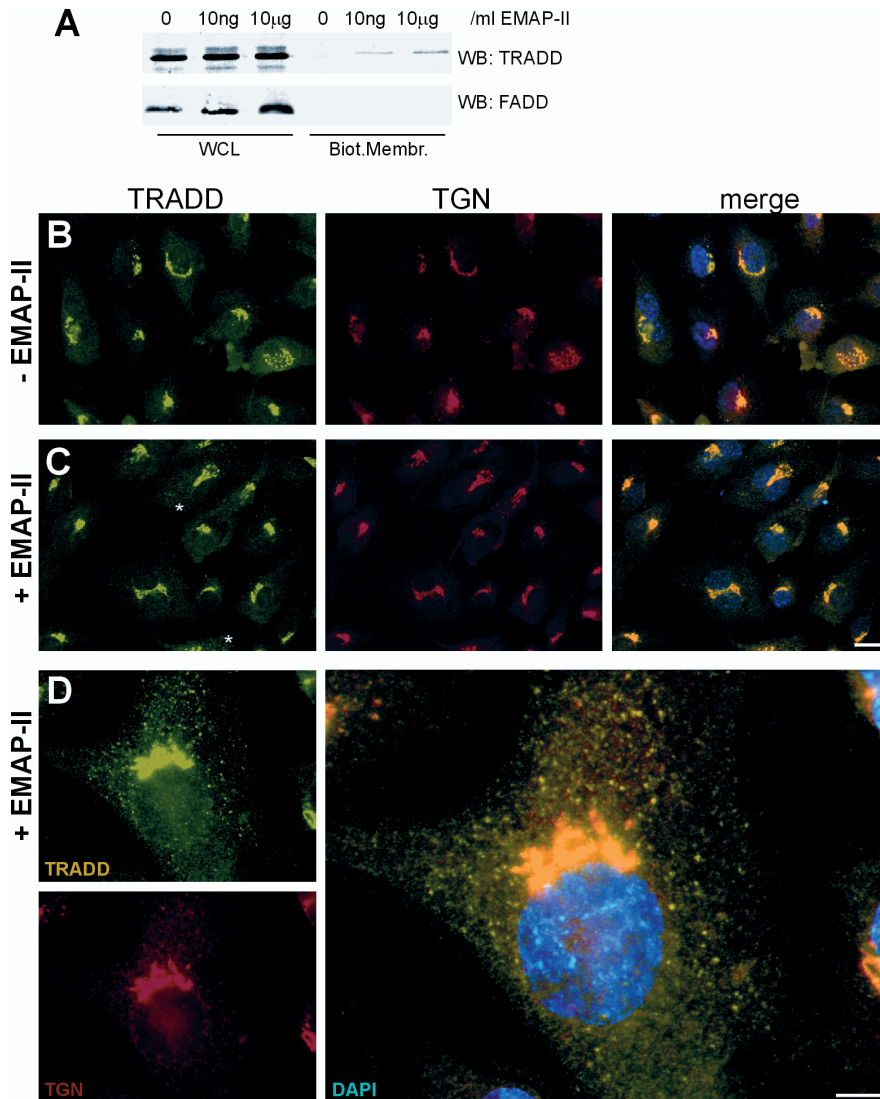 A
0 10ng 10µg 0 10ng 10µg /ml EMAP-II
WB: TRADD
WB: FADD
WCL Biot.Membr.
TRADD TGN merge
- EMAP-II
B
+ EMAP-II
C
*
*
+ EMAP-II
D
TRADD
TGN
DAPI